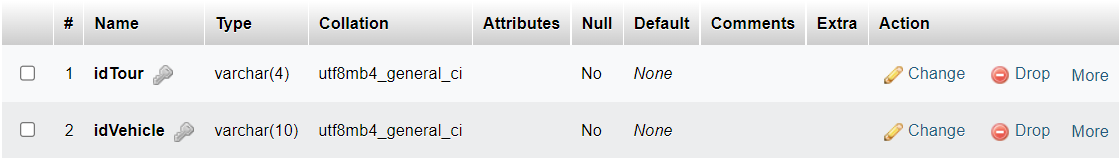 # Name Type Collation Attributes Null Default Comments Extra Action
1 idTour varchar(4) utf8mb4_general_ci No None Change Drop More
2 idVehicle varchar(10) utf8mb4_general_ci No None Change Drop More